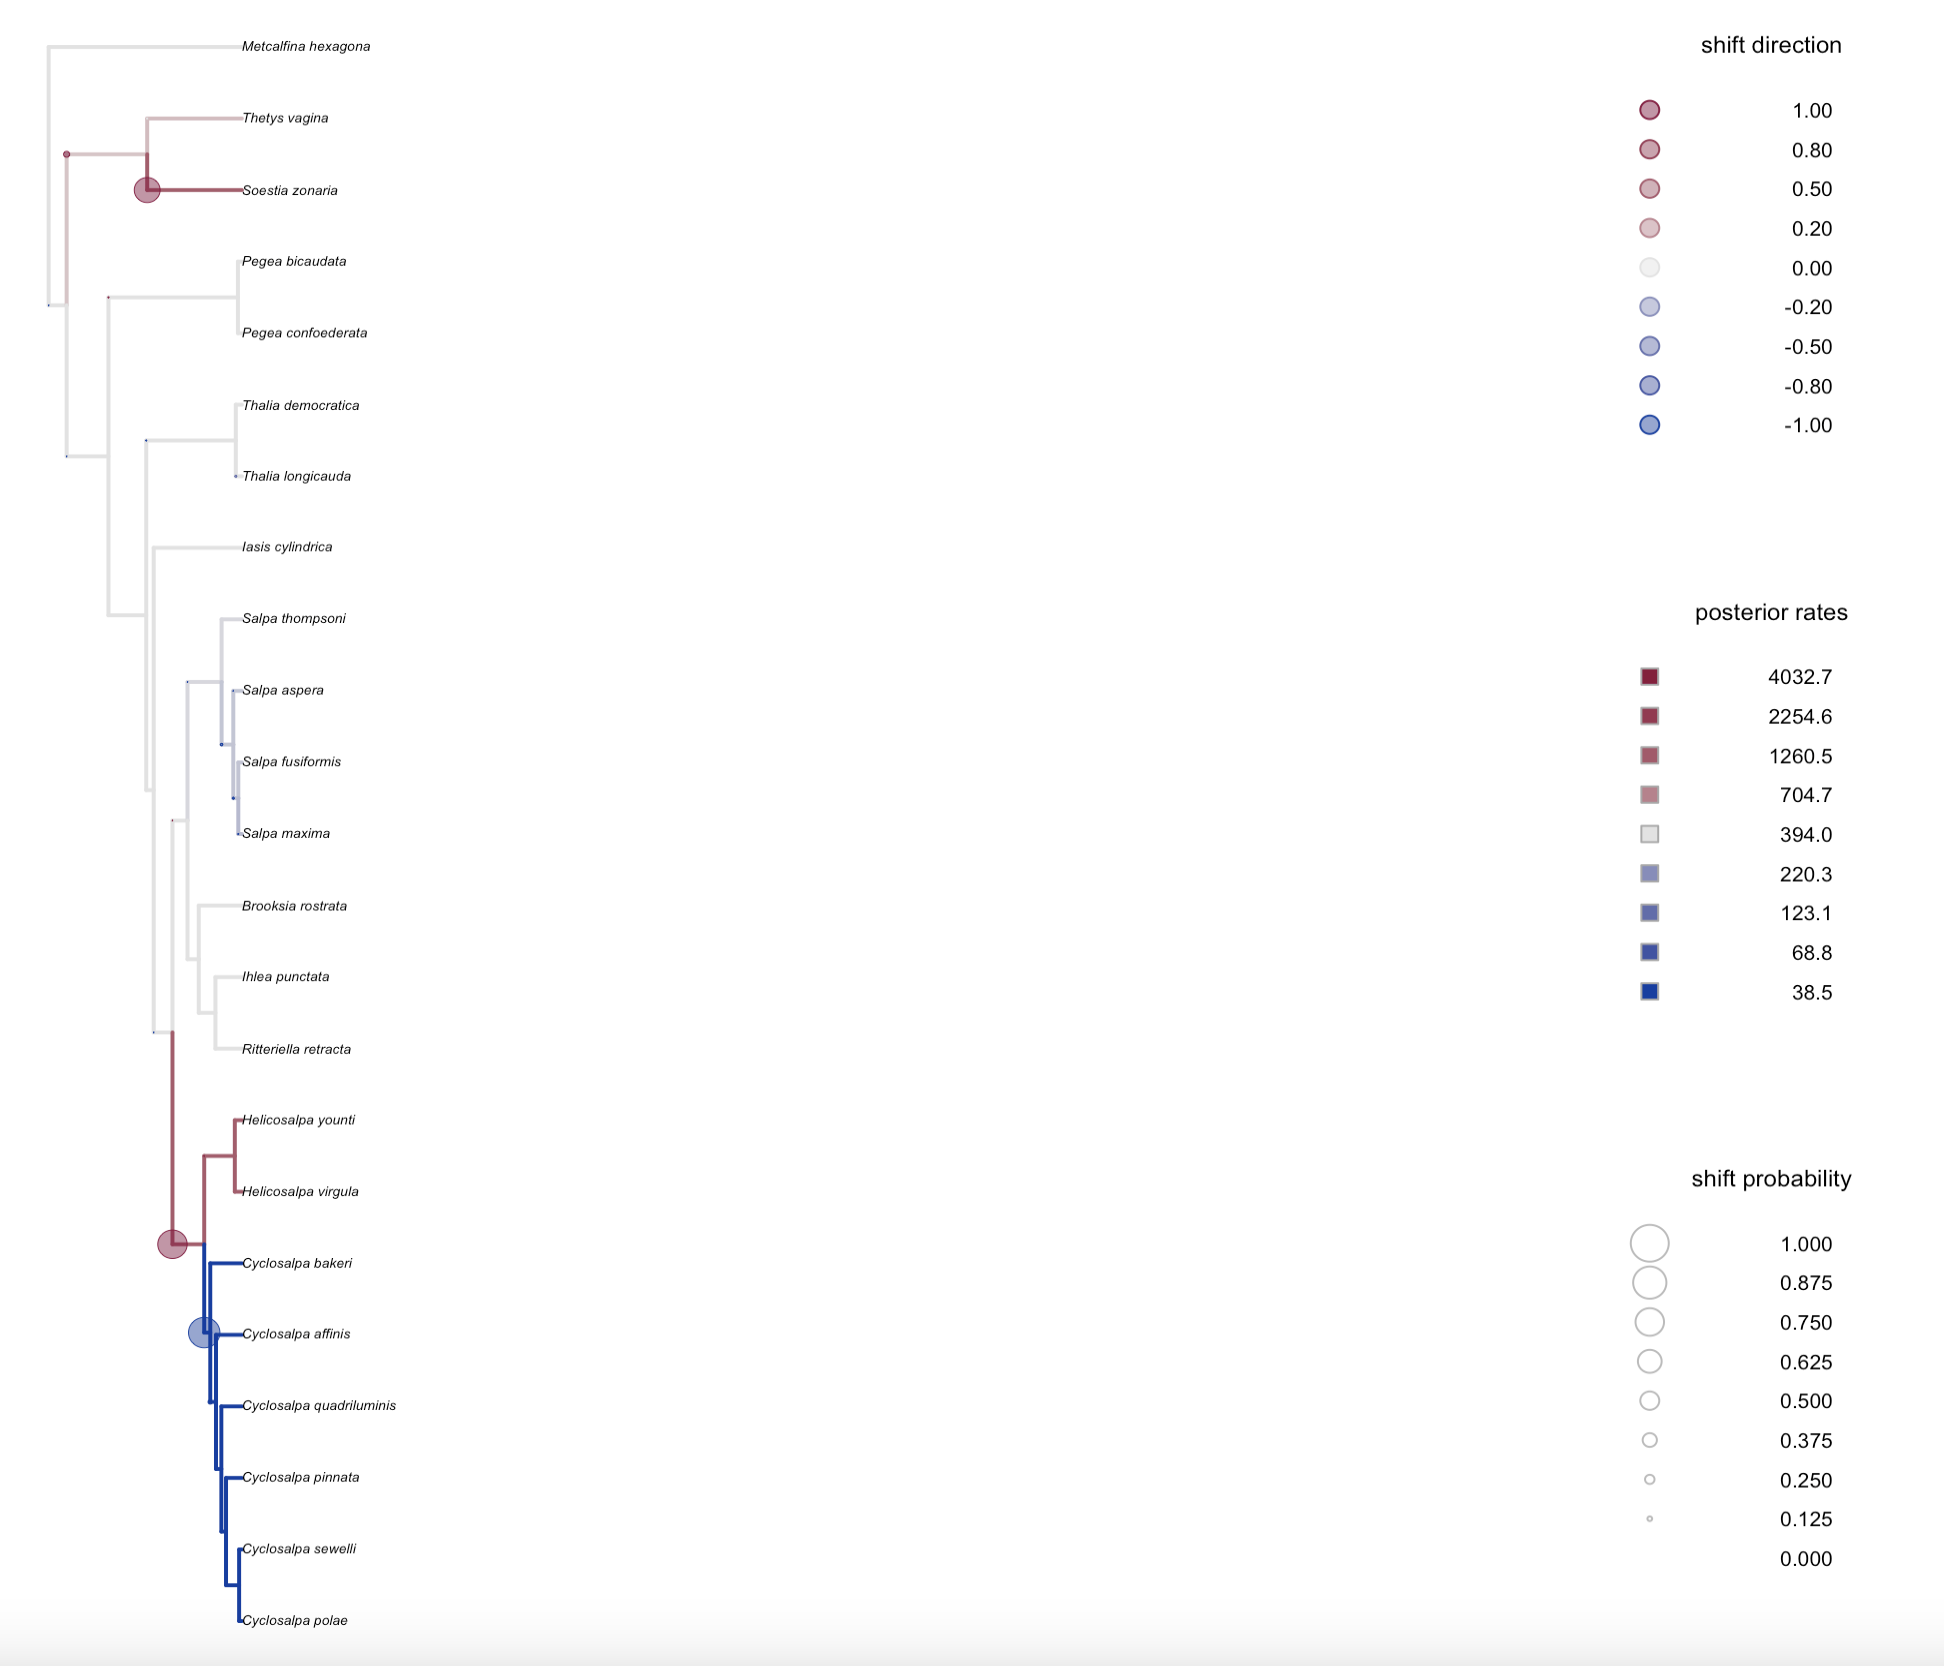 Metcalfina hexagona
Thetys vagina
Soestia zonaria
Pegea bicaudata
Pegea confoederata
Thalia democratica
Thalia longicauda
Iasis cylindrica
Salpa thompsoni
Salpa aspera
Salpa fusiformis
Salpa maxima
Brooksia rostrata
Ihlea punctata
Ritteriella retracta
Helicosalpa younti
Helicosalpa virgula
Cyclosalpa bakeri
Cyclosalpa affinis
Cyclosalpa quadriluminis
Cyclosalpa pinnata
Cyclosalpa sewelli
Cyclosalpa polae
shift direction
1.00
0.80
0.50
0.20
0.00
-0.20
-0.50
-0.80
-1.00
posterior rates
4032.7
2254.6
1260.5
704.7
394.0
220.3
123.1
68.8
38.5
shift probability
1.000
0.875
0.750
0.625
0.500
0.375
0.250
0.125
0.000